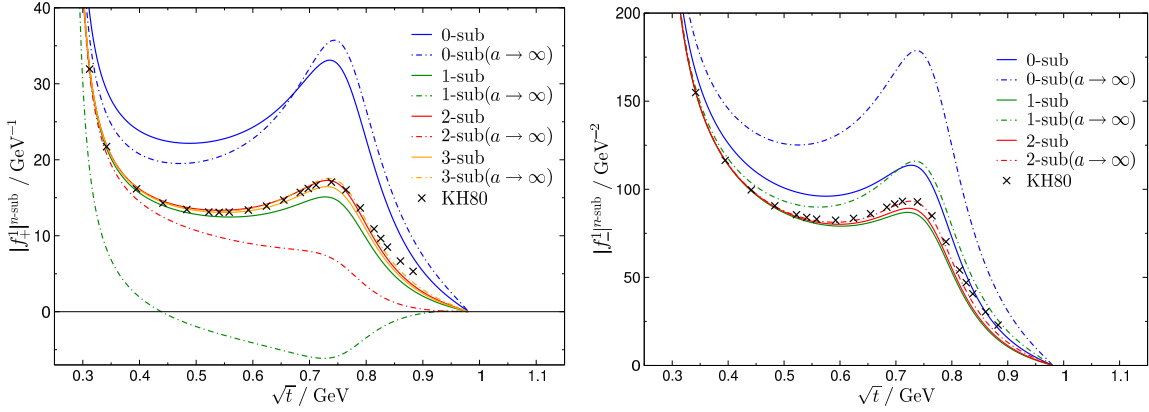 40
30
20
10
0
|f¹₊|ⁿ⁻ˢᵘᵇ / GeV⁻¹
0.3 0.4 0.5 0.6 0.7 0.8 0.9 1 1.1
√t / GeV
0-sub
0-sub(a → ∞)
1-sub
1-sub(a → ∞)
2-sub
2-sub(a → ∞)
3-sub
3-sub(a → ∞)
KH80
200
150
100
50
0
|f¹₋|ⁿ⁻ˢᵘᵇ / GeV⁻²
0.3 0.4 0.5 0.6 0.7 0.8 0.9 1 1.1
√t / GeV
0-sub
0-sub(a → ∞)
1-sub
1-sub(a → ∞)
2-sub
2-sub(a → ∞)
KH80